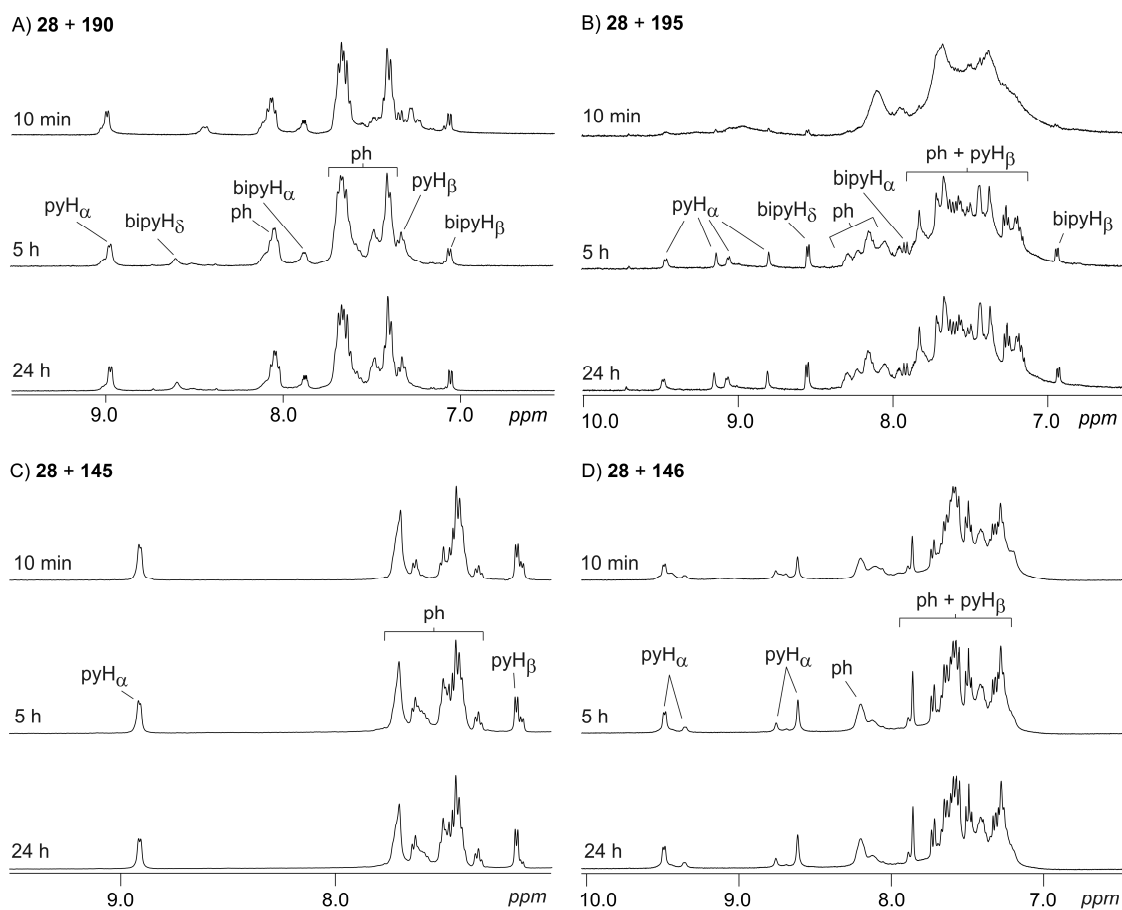 A) 28 + 190
10 min
ph
pyHα
bipyHδ
ph
bipyHα
pyHβ
bipyHβ
5 h
24 h
9.0 8.0 7.0 ppm
B) 28 + 195
10 min
ph + pyHβ
pyHα
bipyHδ
ph
bipyHα
bipyHβ
5 h
24 h
10.0 9.0 8.0 7.0 ppm
C) 28 + 145
10 min
ph
pyHα
pyHβ
5 h
24 h
9.0 8.0 ppm
D) 28 + 146
10 min
ph + pyHβ
pyHα
pyHα
ph
5 h
24 h
10.0 9.0 8.0 7.0 ppm